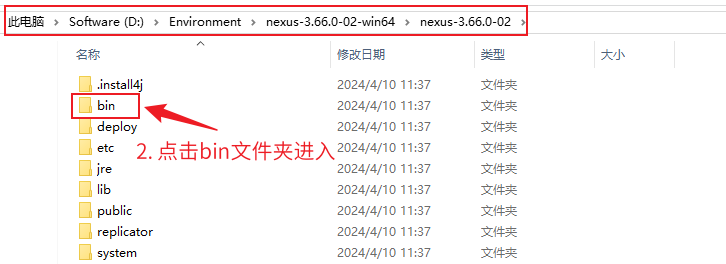 此电脑 > Software (D:) > Environment > nexus-3.66.0-02-win64 > nexus-3.66.0-02 >
名称 修改日期 类型 大小
.install4j 2024/4/10 11:37 文件夹
bin 2024/4/10 11:37 文件夹
deploy 2024/4/10 11:37 文件夹
etc 2024/4/10 11:37 文件夹
2. 点击bin文件夹进入
jre 2024/4/10 11:37 文件夹
lib 2024/4/10 11:37 文件夹
public 2024/4/10 11:37 文件夹
replicator 2024/4/10 11:37 文件夹
system 2024/4/10 11:37 文件夹